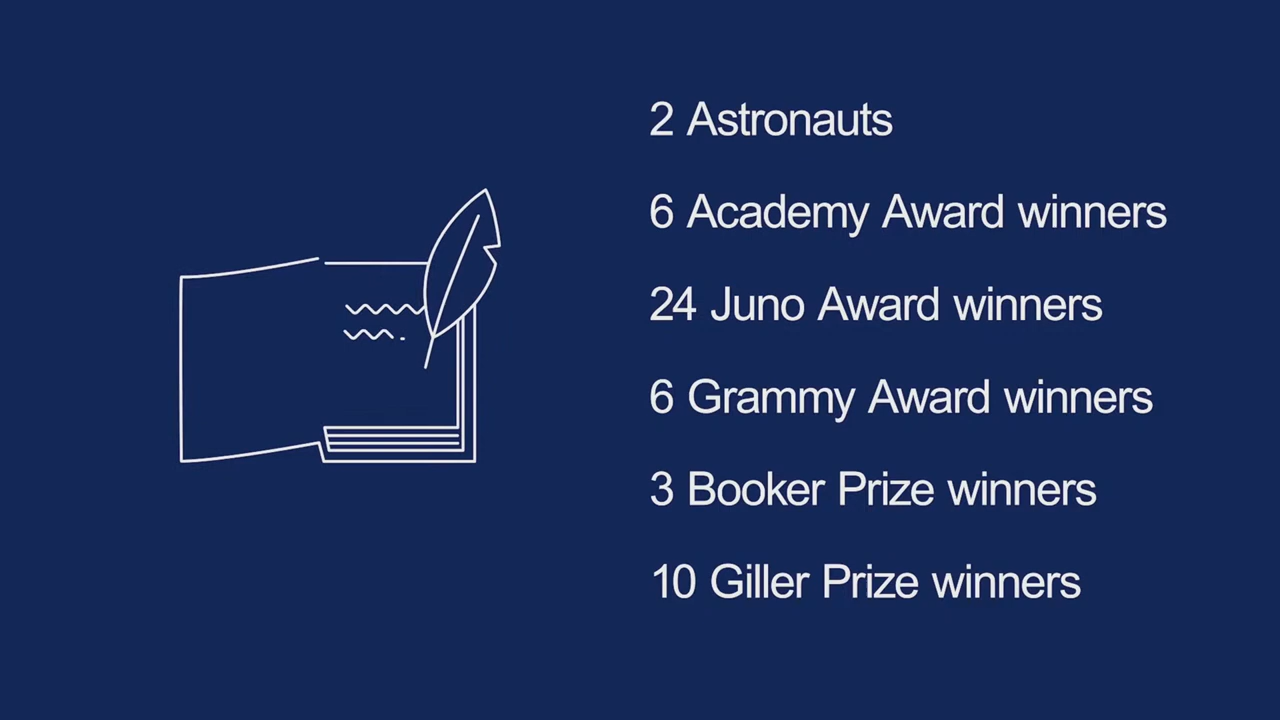 2 Astronauts
6 Academy Award winners
24 Juno Award winners
6 Grammy Award winners
3 Booker Prize winners
10 Giller Prize winners